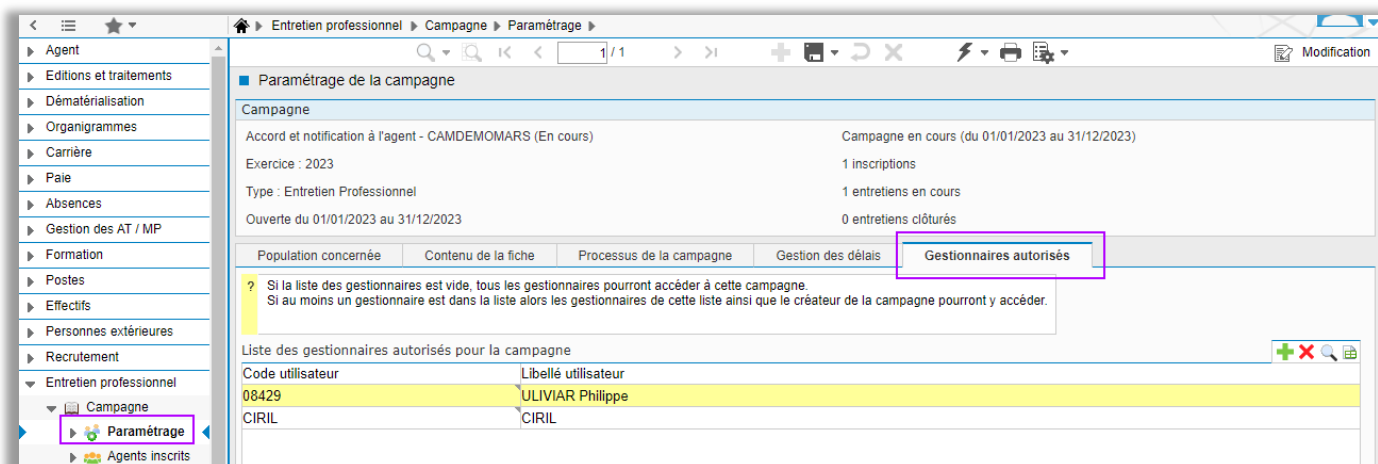 Entretien professionnel Campagne Paramétrage
Agent
1 / 1
Modification
Editions et traitements
Paramétrage de la campagne
Dématérialisation
Campagne
Organigrammes
Accord et notification à l'agent - CAMDEMOMARS (En cours)
Campagne en cours (du 01/01/2023 au 31/12/2023)
Carrière
Exercice : 2023
1 inscriptions
Paie
Type : Entretien Professionnel
1 entretiens en cours
Absences
Ouverte du 01/01/2023 au 31/12/2023
0 entretiens clôturés
Gestion des AT / MP
Formation
Population concernée
Contenu de la fiche
Processus de la campagne
Gestion des délais
Gestionnaires autorisés
Postes
? Si la liste des gestionnaires est vide, tous les gestionnaires pourront accéder à cette campagne.
Si au moins un gestionnaire est dans la liste alors les gestionnaires de cette liste ainsi que le créateur de la campagne pourront y accéder.
Effectifs
Personnes extérieures
Recrutement
Liste des gestionnaires autorisés pour la campagne
Code utilisateur
Libellé utilisateur
Entretien professionnel
08429
ULIVIAR Philippe
Campagne
CIRIL
CIRIL
Paramétrage
Agents inscrits